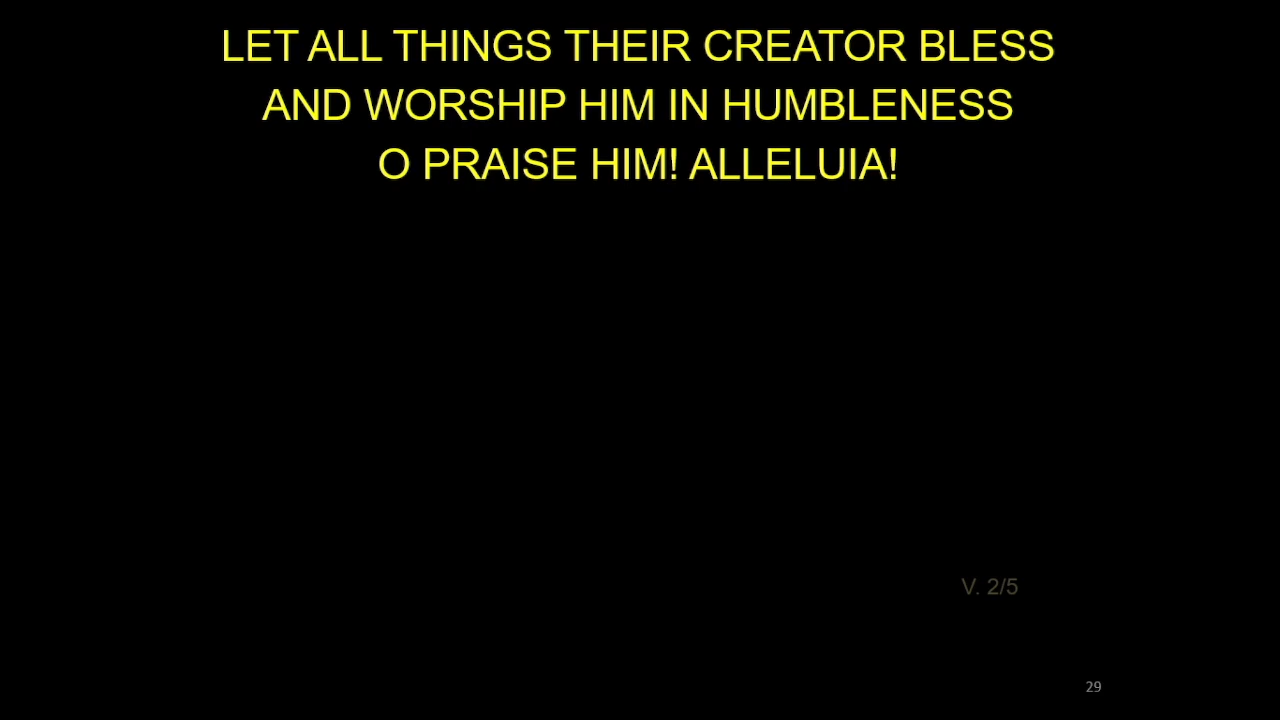 LET ALL THINGS THEIR CREATOR BLESS
AND WORSHIP HIM IN HUMBLENESS
O PRAISE HIM! ALLELUIA!
V. 2/5
29